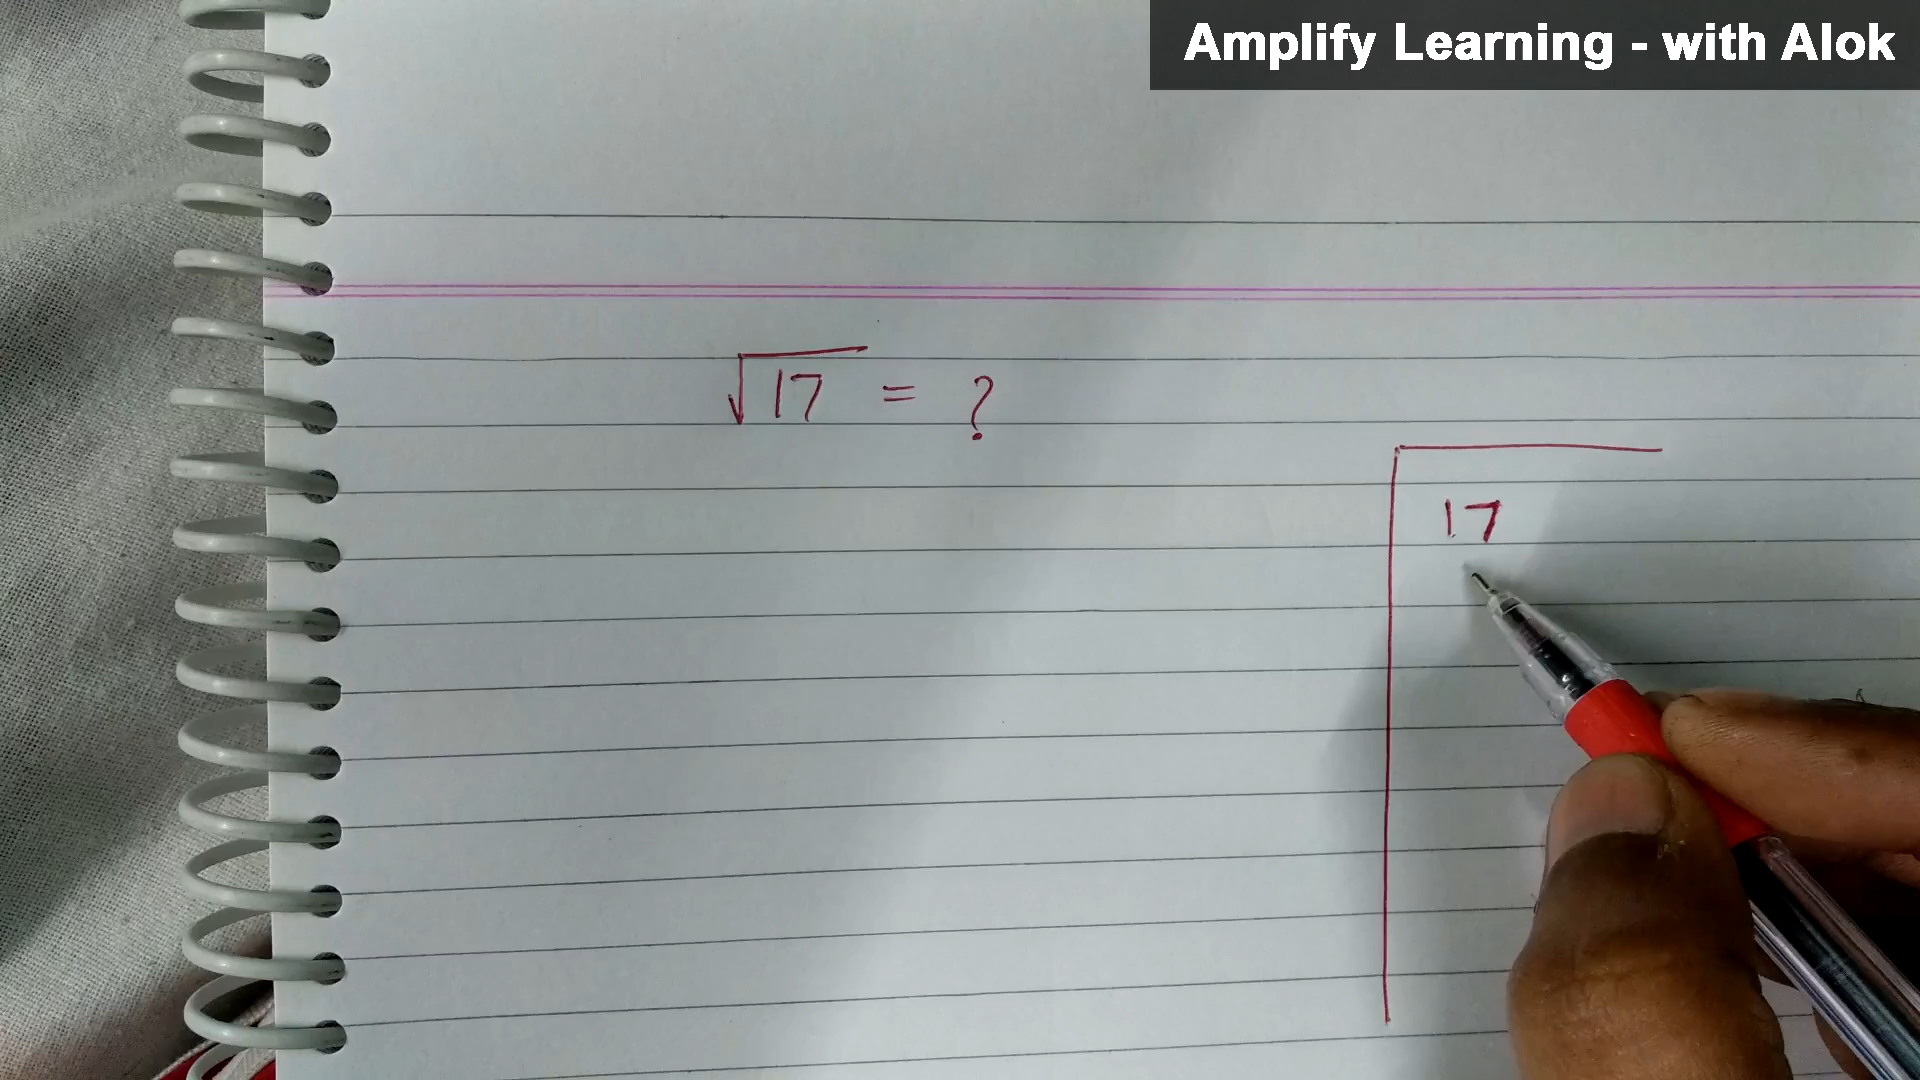 Amplify Learning - with Alok
√17 = ?
17